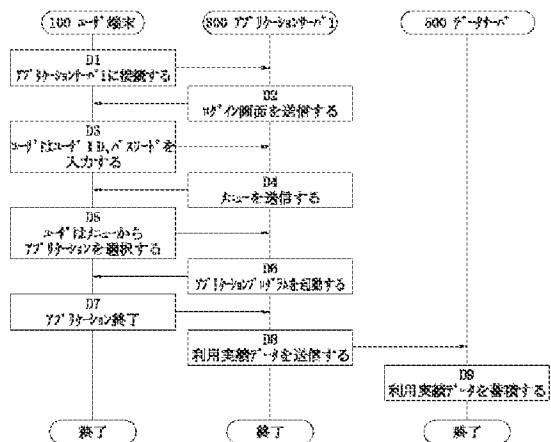 100 ﾕｰｻﾞ端末
300 ｱﾌﾟﾘｹｰｼｮﾝｻｰﾊﾞ1
500 ﾃﾞｰﾀｻｰﾊﾞ
D1
ｱﾌﾟﾘｹｰｼｮﾝｻｰﾊﾞ1に接続する
D2
ﾛｸﾞｲﾝ画面を送信する
D3
ﾕｰｻﾞはﾕｰｻﾞID、ﾊﾟｽﾜｰﾄﾞを
入力する
D4
ﾒﾆｭｰを送信する
D5
ﾕｰｻﾞはﾒﾆｭｰから
ｱﾌﾟﾘｹｰｼｮﾝを選択する
D6
ｱﾌﾟﾘｹｰｼｮﾝﾌﾟﾛｸﾞﾗﾑを起動する
D7
ｱﾌﾟﾘｹｰｼｮﾝ終了
D8
利用実績ﾃﾞｰﾀを送信する
D9
利用実績ﾃﾞｰﾀを蓄積する
終了
終了
終了